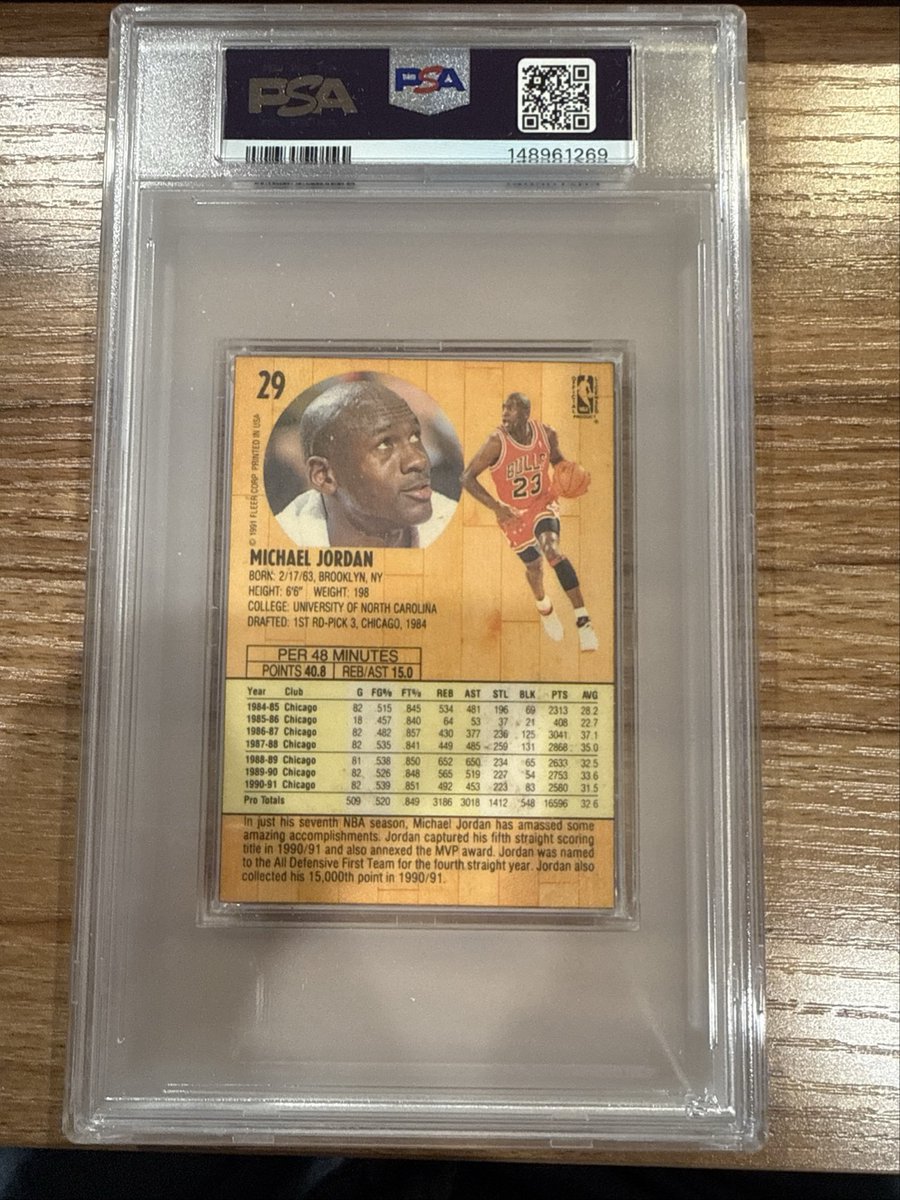 PSA
PSA
148961269
29
© 1991 FLEER CORP. PRINTED IN USA
BULLS
23
MICHAEL JORDAN
BORN: 2/17/63, BROOKLYN, NY
HEIGHT: 6'6" WEIGHT: 198
COLLEGE: UNIVERSITY OF NORTH CAROLINA
DRAFTED: 1ST RD-PICK 3, CHICAGO, 1984
PER 48 MINUTES
POINTS 40.8 REB/AST 15.0
Year Club G FG% FT% REB AST STL BLK PTS AVG
1984-85 Chicago 82 .515 .845 534 481 196 69 2313 28.2
1985-86 Chicago 18 .457 .840 64 53 37 21 408 22.7
1986-87 Chicago 82 .482 .857 430 377 236 125 3041 37.1
1987-88 Chicago 82 .535 .841 449 485 259 131 2868 35.0
1988-89 Chicago 81 .538 .850 652 650 234 65 2633 32.5
1989-90 Chicago 82 .526 .848 565 519 227 54 2753 33.6
1990-91 Chicago 82 .539 .851 492 453 223 83 2580 31.5
Pro Totals 509 .520 .849 3186 3018 1412 548 16596 32.6
In just his seventh NBA season, Michael Jordan has amassed some
amazing accomplishments. Jordan captured his fifth straight scoring
title in 1990/91 and also annexed the MVP award. Jordan was named
to the All Defensive First Team for the fourth straight year. Jordan also
collected his 15,000th point in 1990/91.